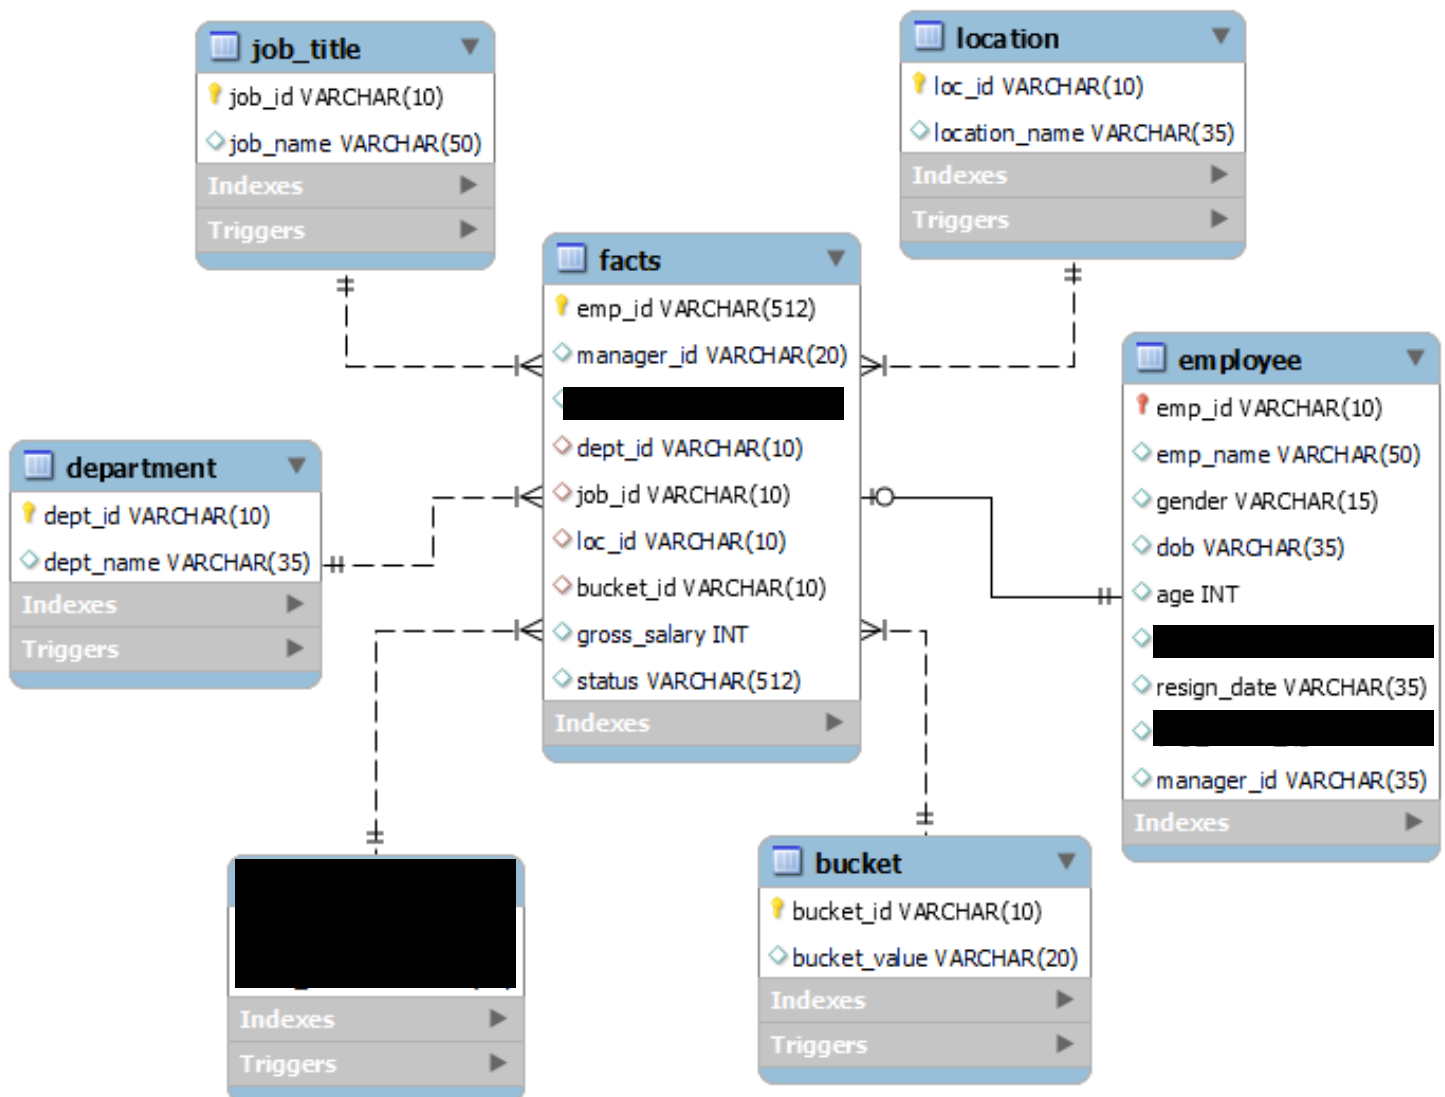 job_title
job_id VARCHAR(10)
job_name VARCHAR(50)
Indexes
Triggers
location
loc_id VARCHAR(10)
location_name VARCHAR(35)
Indexes
Triggers
facts
emp_id VARCHAR(512)
manager_id VARCHAR(20)
dept_id VARCHAR(10)
job_id VARCHAR(10)
loc_id VARCHAR(10)
bucket_id VARCHAR(10)
gross_salary INT
status VARCHAR(512)
Indexes
employee
emp_id VARCHAR(10)
emp_name VARCHAR(50)
gender VARCHAR(15)
dob VARCHAR(35)
age INT
resign_date VARCHAR(35)
manager_id VARCHAR(35)
Indexes
department
dept_id VARCHAR(10)
dept_name VARCHAR(35)
Indexes
Triggers
Indexes
Triggers
bucket
bucket_id VARCHAR(10)
bucket_value VARCHAR(20)
Indexes
Triggers